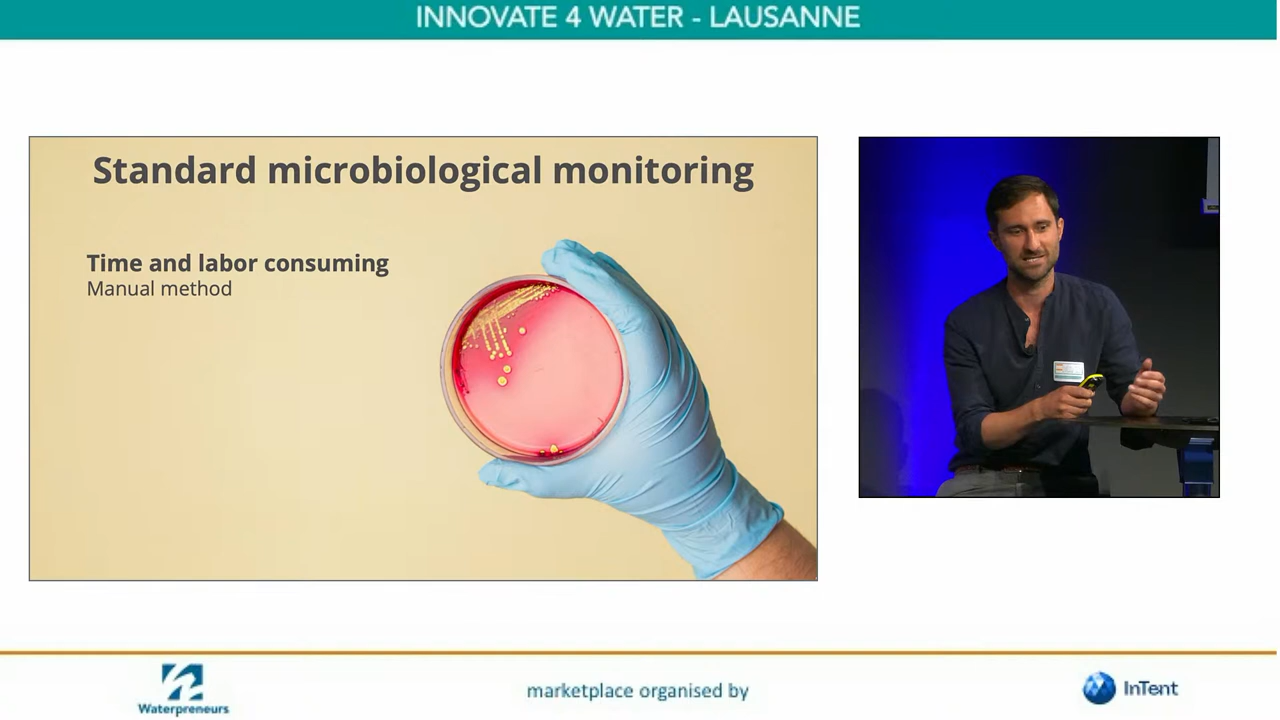 INNOVATE 4 WATER - LAUSANNE
Standard microbiological monitoring
Time and labor consuming
Manual method
Waterpreneurs
marketplace organised by
InTent